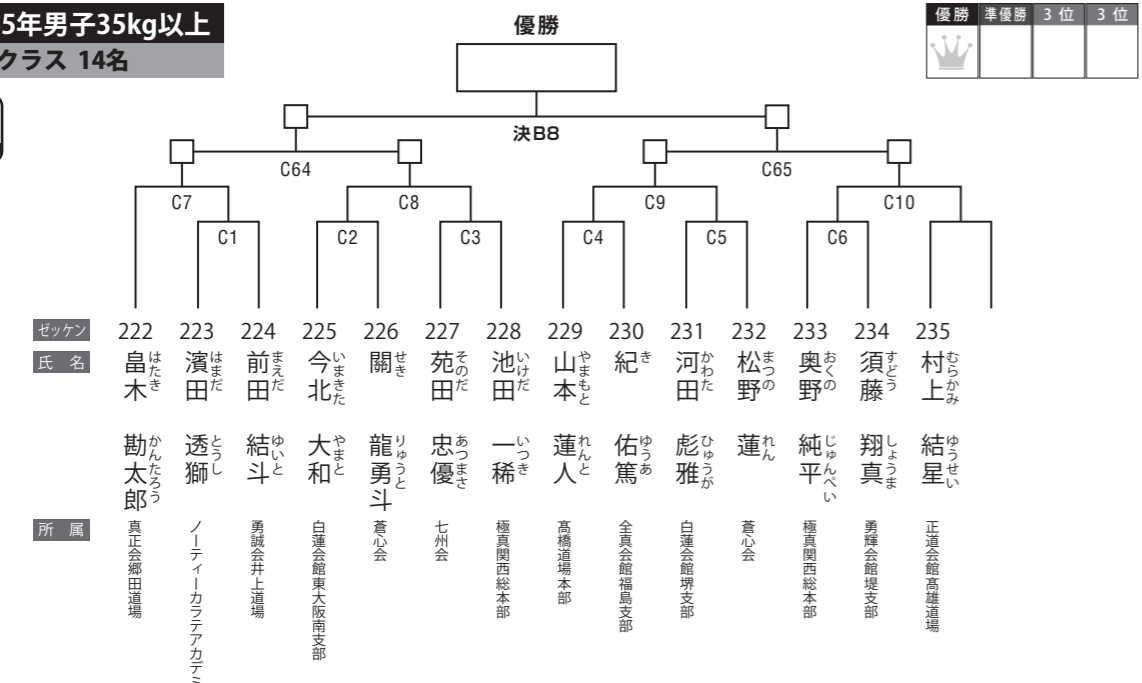 5年男子35kg以上
クラス 14名
優勝
優勝 準優勝 3位 3位
決B8
C64 C65
C7 C8 C9 C10
C1 C2 C3 C4 C5 C6
ゼッケン 222 223 224 225 226 227 228 229 230 231 232 233 234 235
氏名
畠木 勘太郎 はたき かんたろう
濱田 透獅 はまだ とうし
前田 結斗 まえだ ゆいと
今北 大和 いまきた やまと
關 龍勇斗 せき りゅうと
苑田 忠優 そのだ あつまさ
池田 一稀 いけだ いつき
山本 蓮人 やまもと れんと
紀 佑篤 き ゆうあ
河田 彪雅 かわた ひゅうが
松野 蓮 まつの れん
奥野 純平 おくの じゅんぺい
須藤 翔真 すどう しょうま
村上 結星 むらかみ ゆうせい
所属
真正会郷田道場
ノーティーカラテアカデミ
勇誠会井上道場
白蓮会館東大阪南支部
蒼心会
七州会
極真関西総本部
髙橋道場本部
全真会館福島支部
白蓮会館堺支部
蒼心会
極真関西総本部
勇輝会館堤支部
正道会館髙雄道場